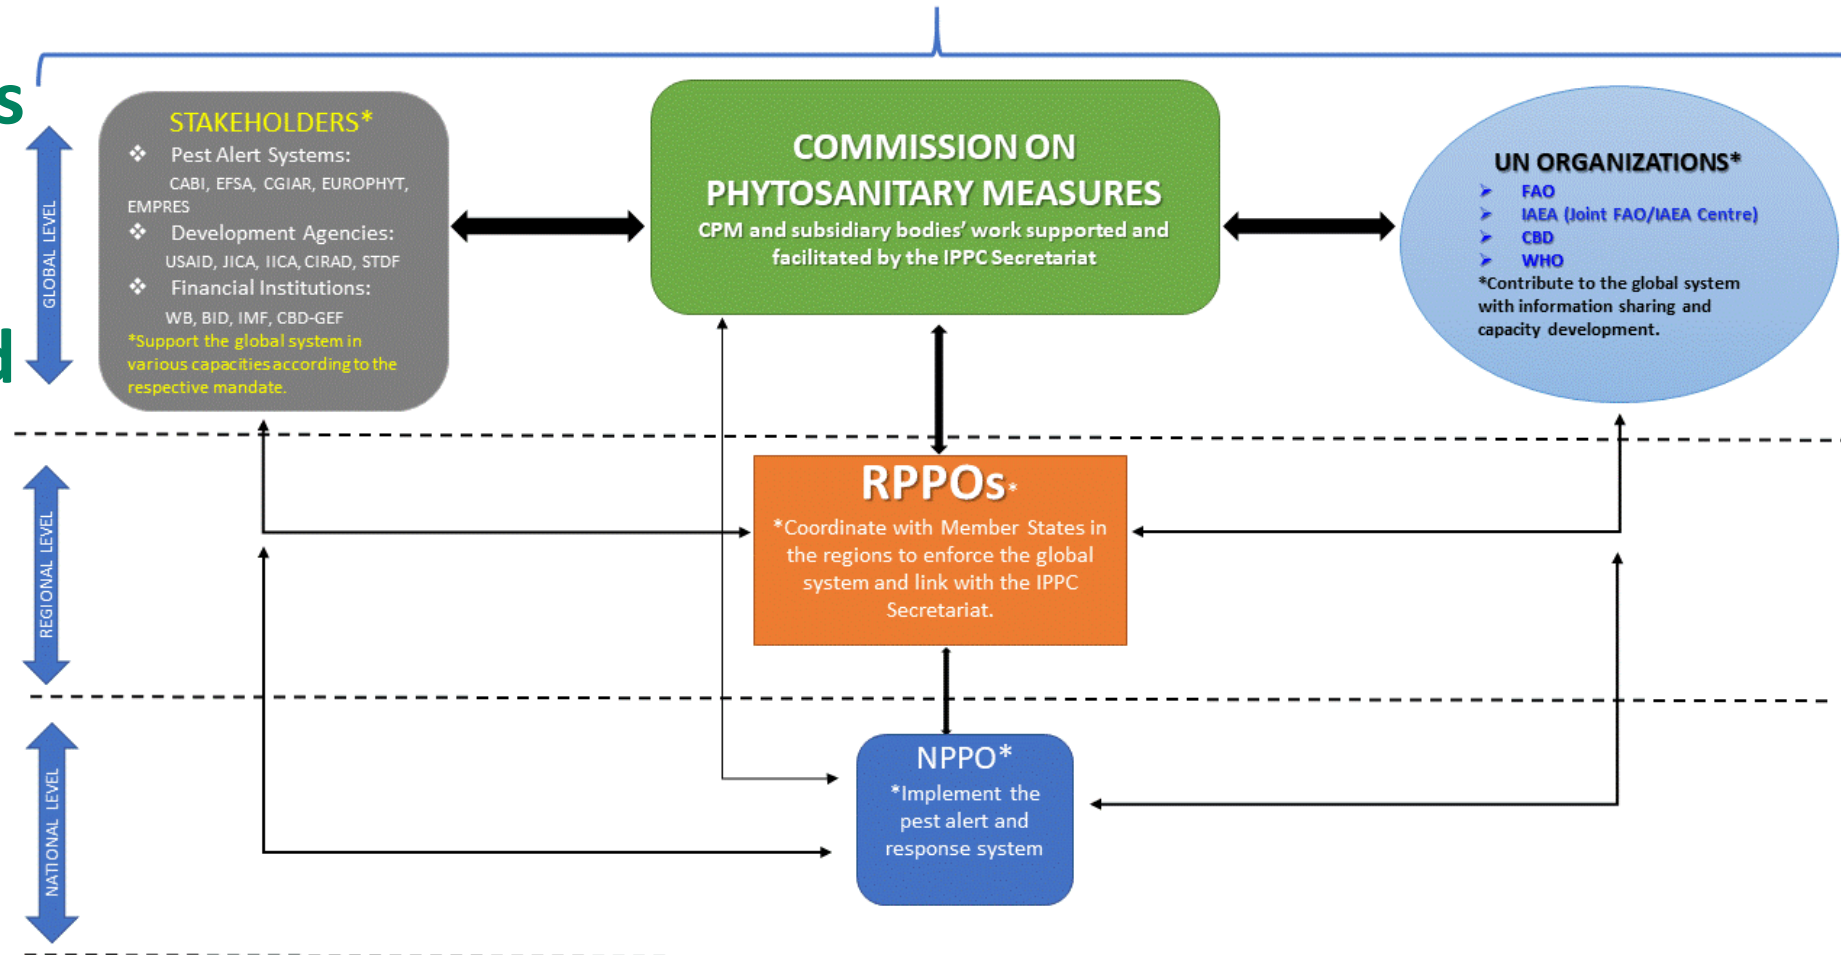 s
d
GLOBAL LEVEL
STAKEHOLDERS*
❖ Pest Alert Systems:
CABI, EFSA, CGIAR, EUROPHYT,
EMPRES
❖ Development Agencies:
USAID, JICA, IICA, CIRAD, STDF
❖ Financial Institutions:
WB, BID, IMF, CBD-GEF
*Support the global system in
various capacities according to the
respective mandate.
COMMISSION ON
PHYTOSANITARY MEASURES
CPM and subsidiary bodies' work supported and
facilitated by the IPPC Secretariat
UN ORGANIZATIONS*
➢ FAO
➢ IAEA (Joint FAO/IAEA Centre)
➢ CBD
➢ WHO
*Contribute to the global system
with information sharing and
capacity development.
REGIONAL LEVEL
RPPOs*
*Coordinate with Member States in
the regions to enforce the global
system and link with the IPPC
Secretariat.
NATIONAL LEVEL
NPPO*
*Implement the
pest alert and
response system